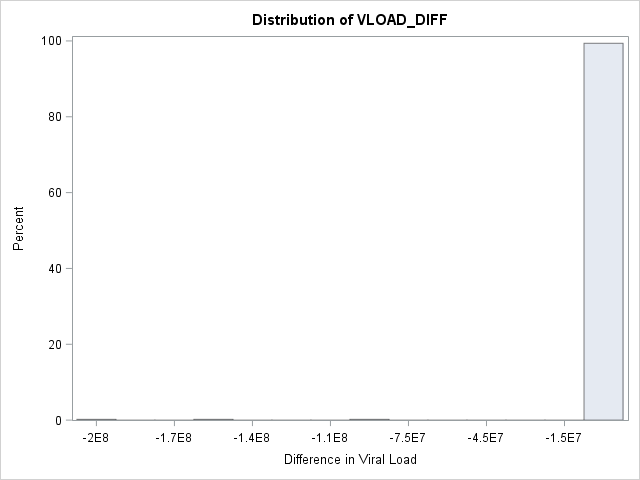 Distribution of VLOAD_DIFF
100
80
60
40
20
0
Percent
-2E8 -1.7E8 -1.4E8 -1.1E8 -7.5E7 -4.5E7 -1.5E7
Difference in Viral Load